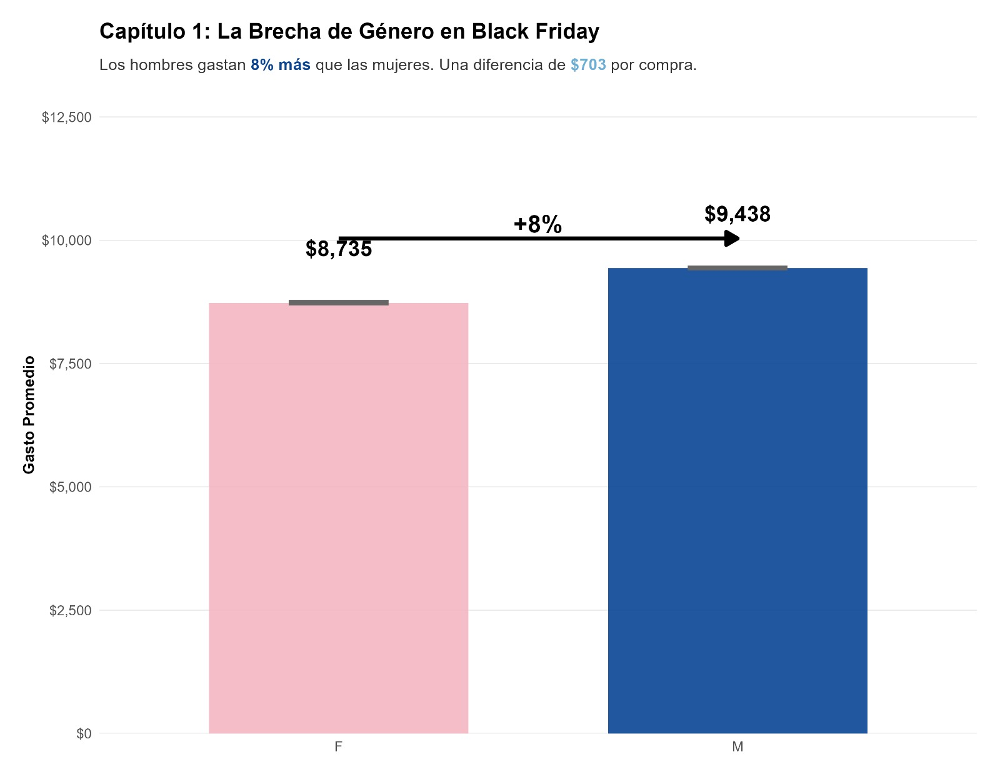 Capítulo 1: La Brecha de Género en Black Friday
Los hombres gastan 8% más que las mujeres. Una diferencia de $703 por compra.
$12,500
$10,000
$7,500
$5,000
$2,500
$0
Gasto Promedio
$8,735
+8%
$9,438
F
M